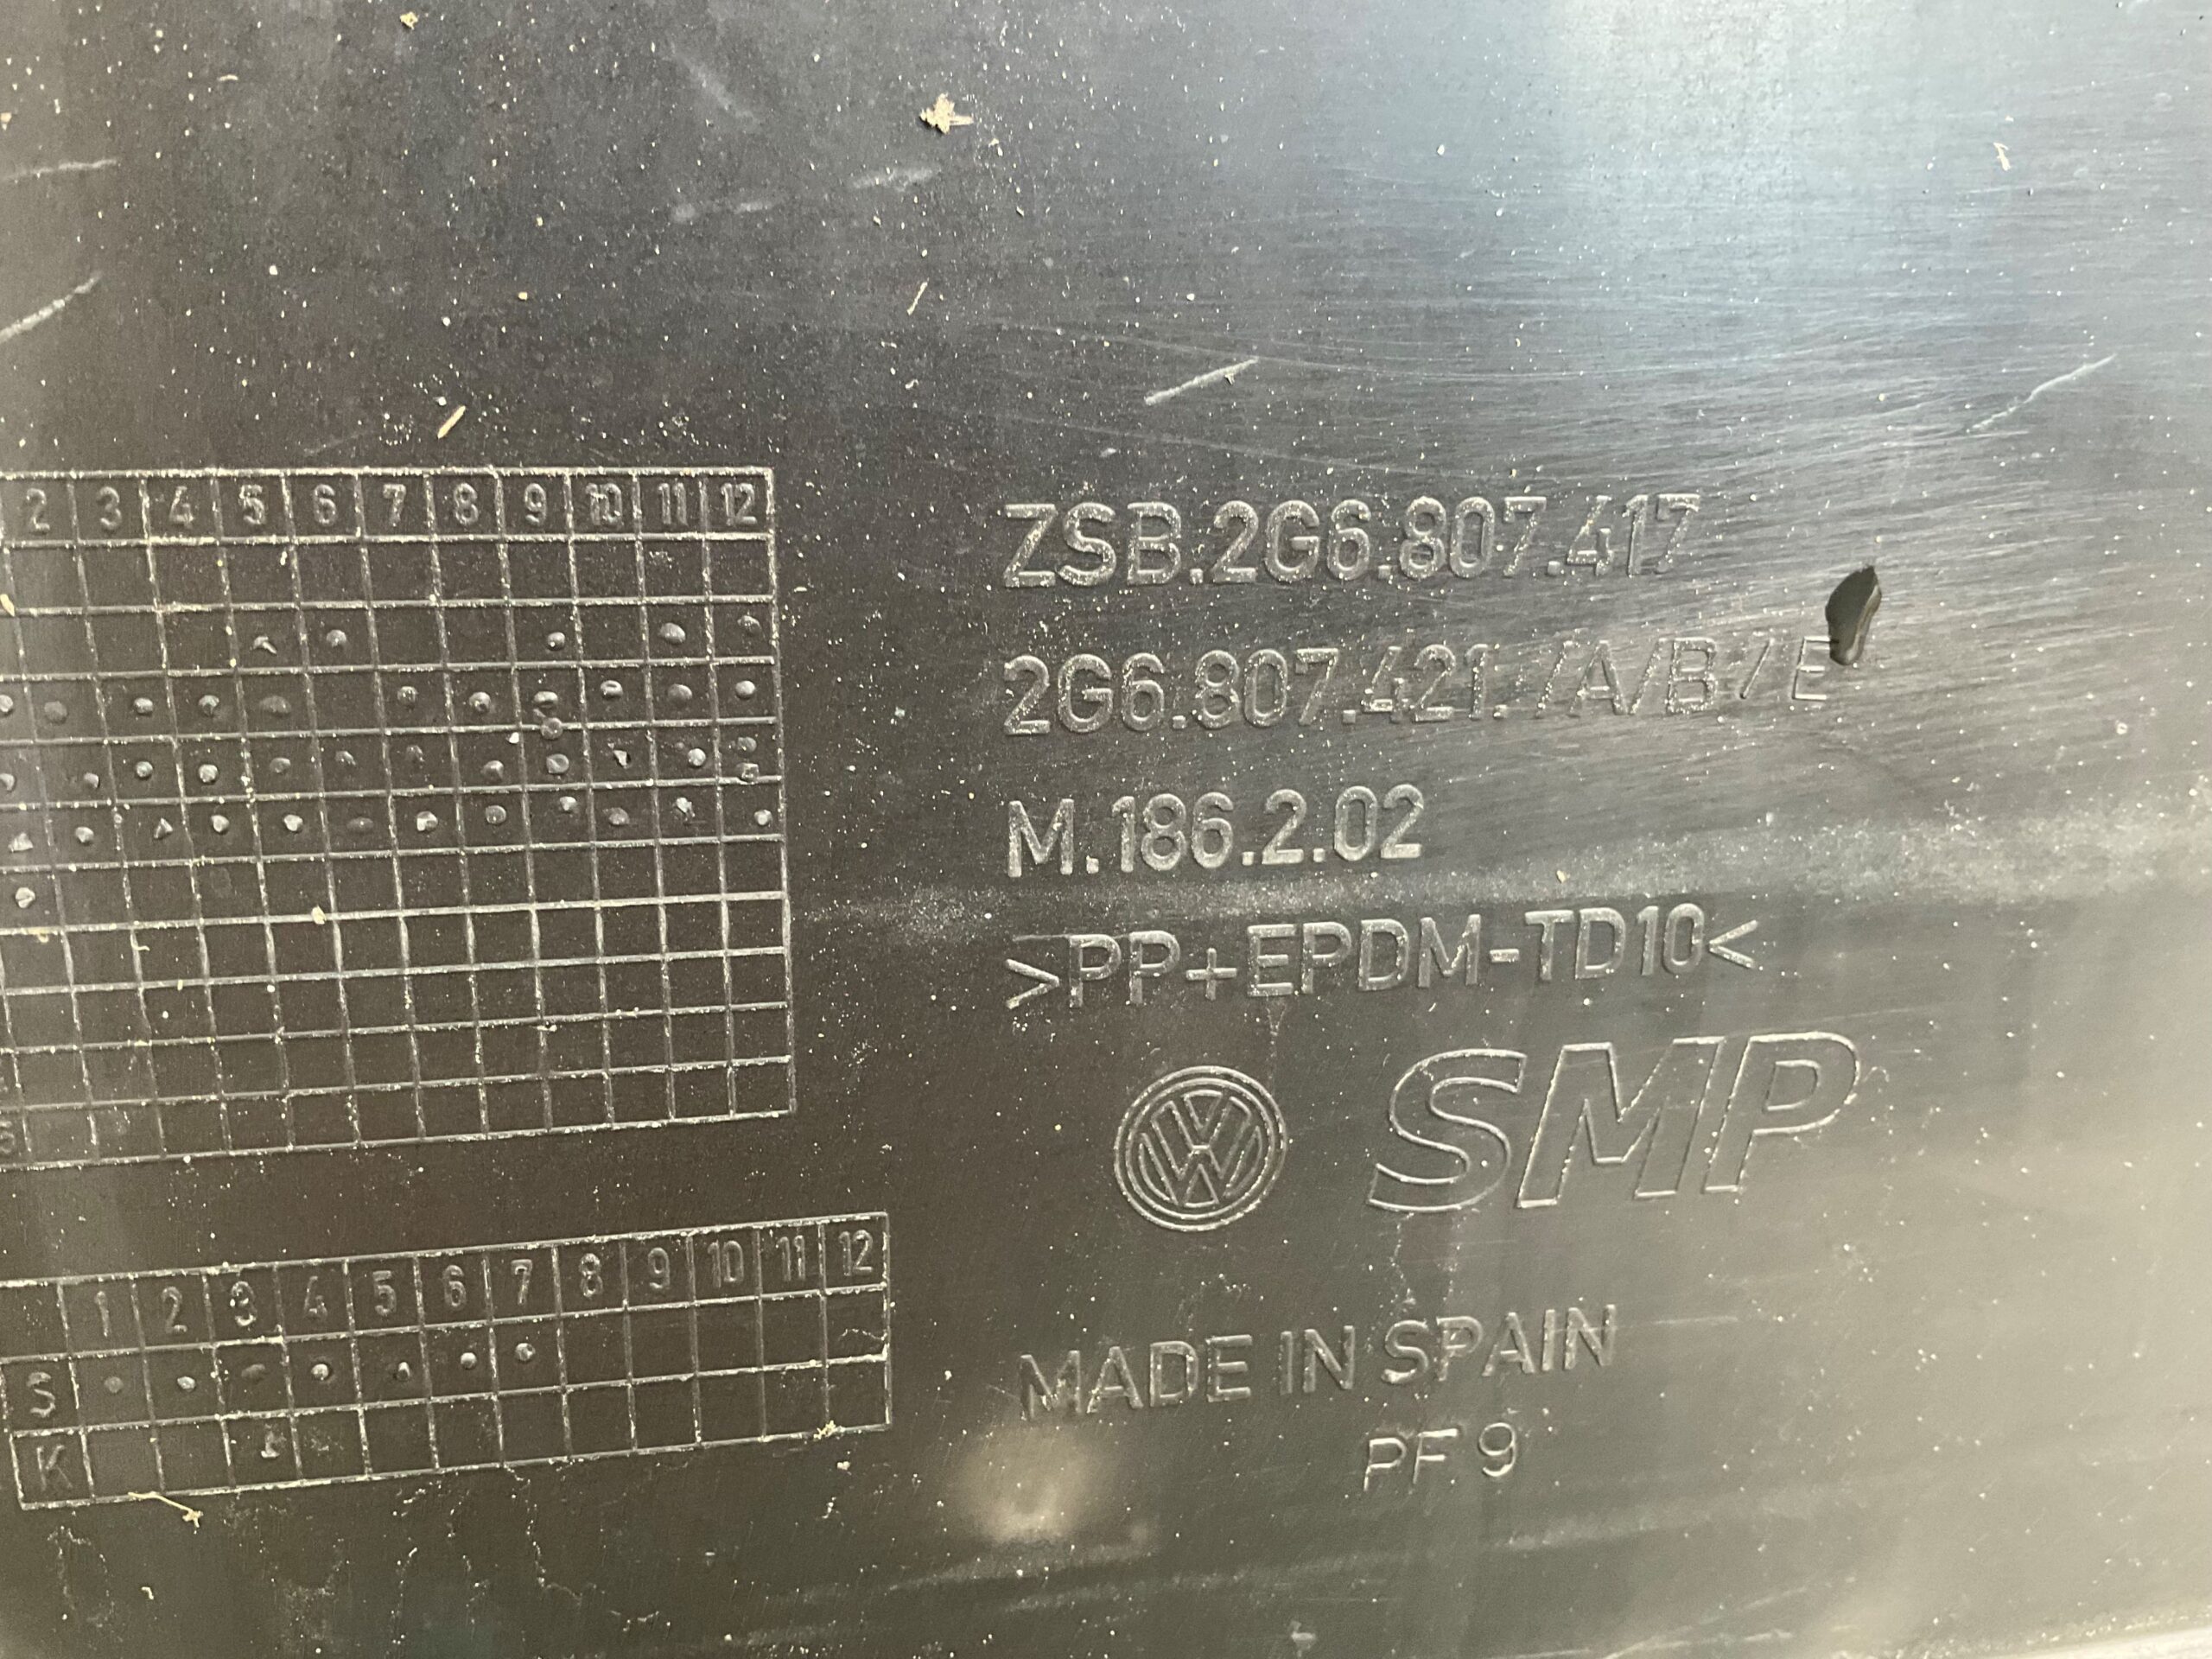 2 3 4 5 6 7 8 9 10 11 12
ZSB.2G6.807.417
2G6.807.421. /A/B/E
M.186.2.02
>PP+EPDM-TD10<
VW SMP
1 2 3 4 5 6 7 8 9 10 11 12
S
K
MADE IN SPAIN
PF 9